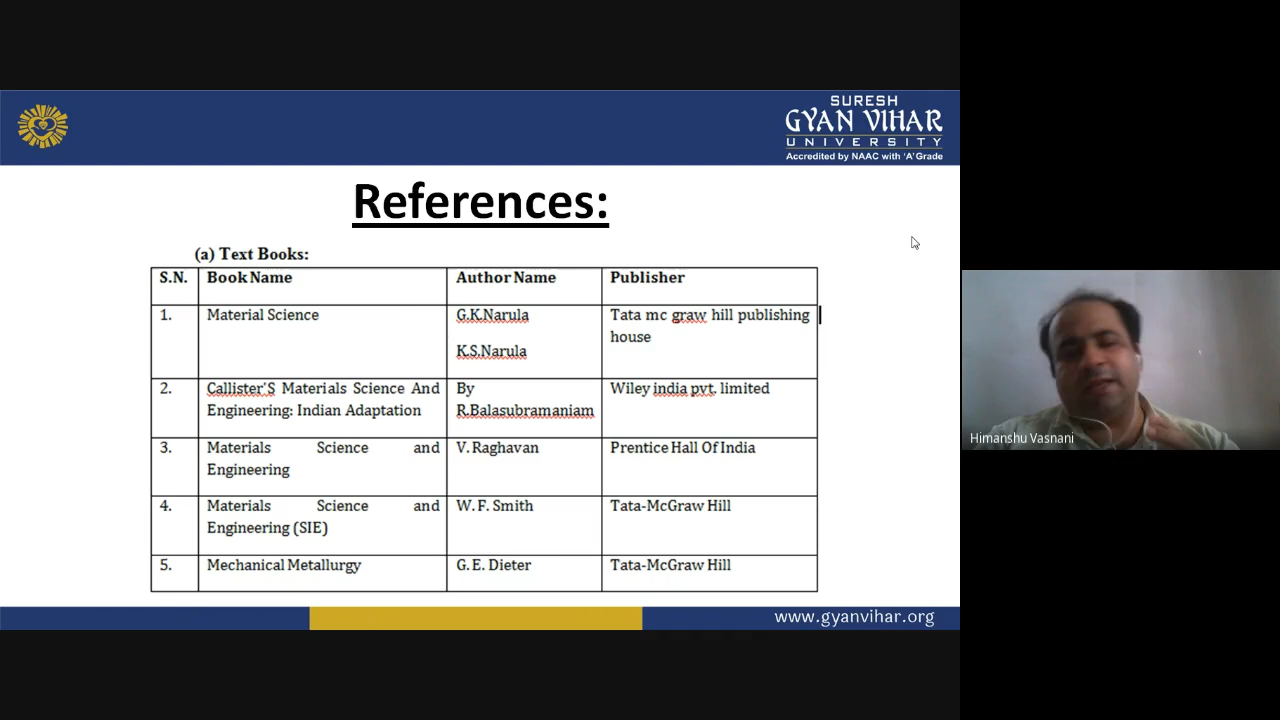 SURESH
GYAN VIHAR
UNIVERSITY
Accredited by NAAC with 'A' Grade
References:
(a) Text Books:
S.N. Book Name Author Name Publisher
1. Material Science G.K.Narula Tata mc graw hill publishing
house
K.S.Narula
2. Callister'S Materials Science And By Wiley india pvt. limited
Engineering: Indian Adaptation R.Balasubramaniam
3. Materials Science and V. Raghavan Prentice Hall Of India
Engineering
4. Materials Science and W. F. Smith Tata-McGraw Hill
Engineering (SIE)
5. Mechanical Metallurgy G. E. Dieter Tata-McGraw Hill
www.gyanvihar.org
Himanshu Vasnani